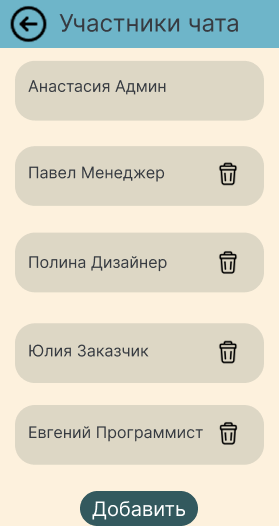 Участники чата
Анастасия Админ
Павел Менеджер
Полина Дизайнер
Юлия Заказчик
Евгений Программист
Добавить